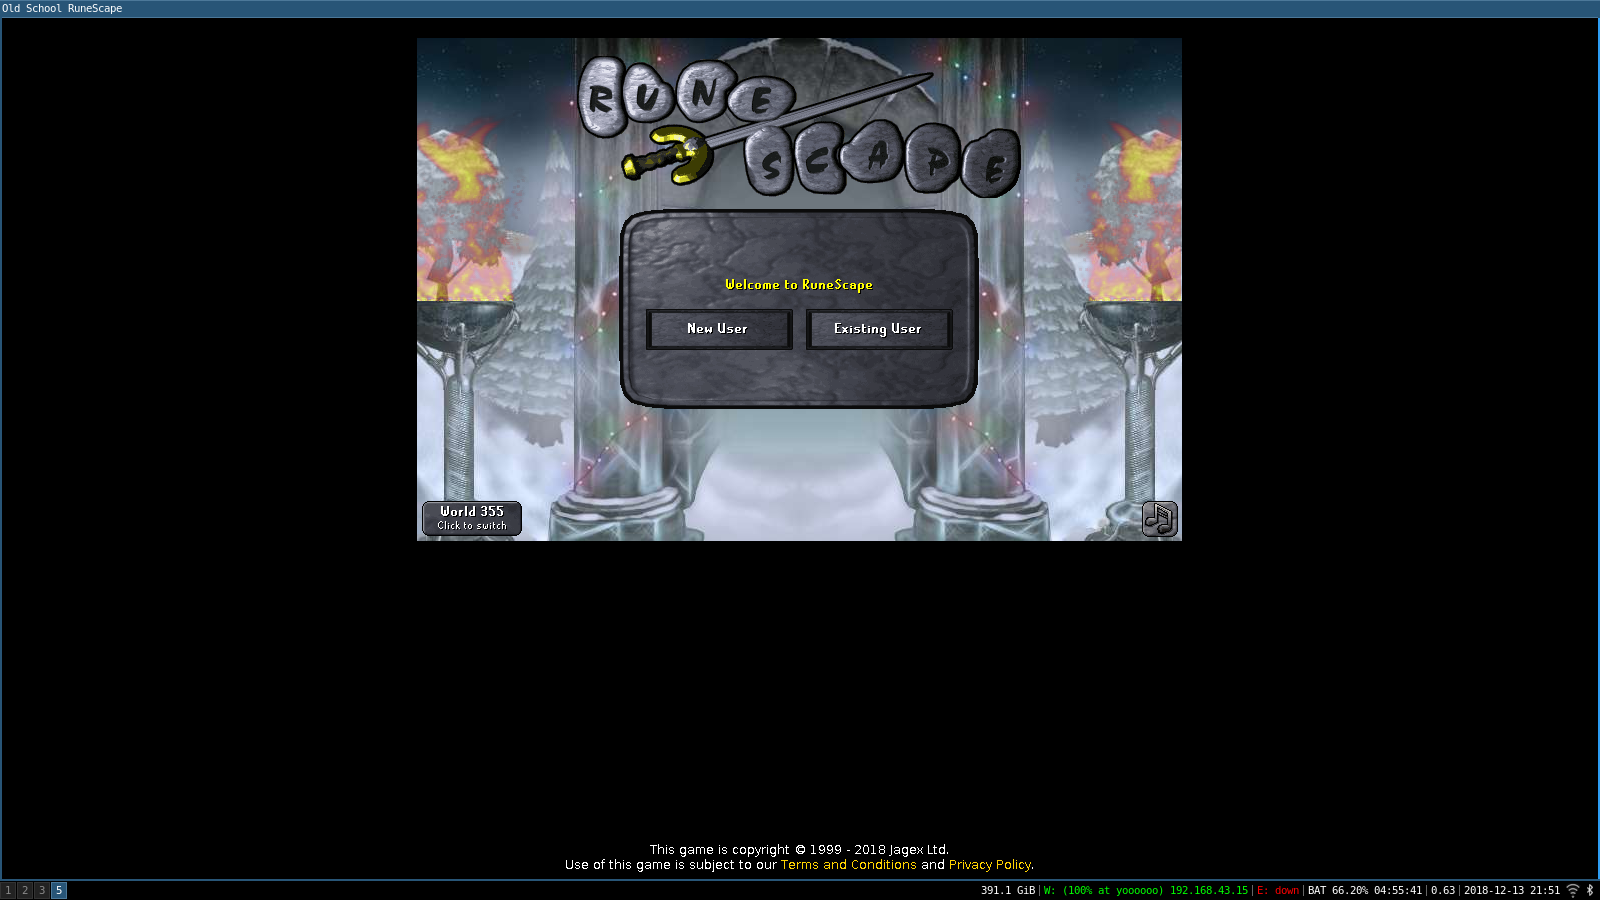 Old School RuneScape
RUNE
SCAPE
Welcome to RuneScape
New User
Existing User
World 355
Click to switch
This game is copyright © 1999 - 2018 Jagex Ltd.
Use of this game is subject to our Terms and Conditions and Privacy Policy.
1 2 3 5
391.1 GiB|W: (100% at yoooooo) 192.168.43.15|E: down|BAT 66.20% 04:55:41|0.63|2018-12-13 21:51